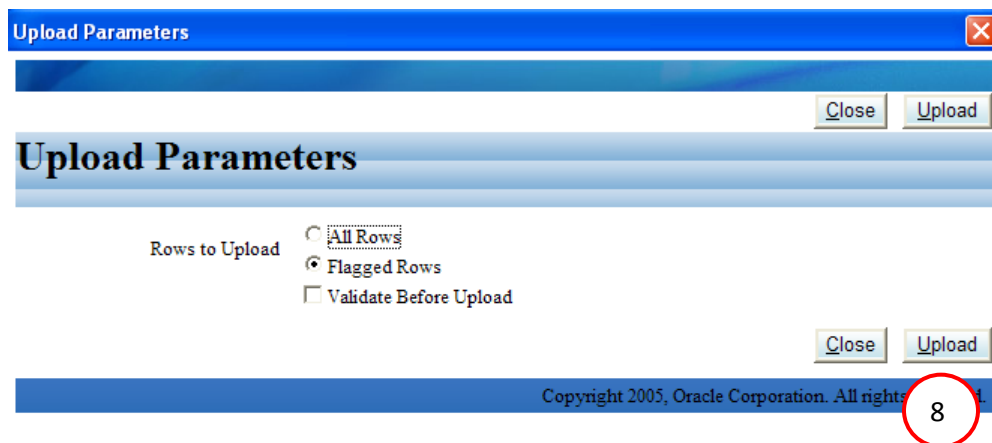 Upload Parameters
Close Upload
Upload Parameters
Rows to Upload
All Rows
Flagged Rows
Validate Before Upload
Close Upload
Copyright 2005, Oracle Corporation. All rights
8